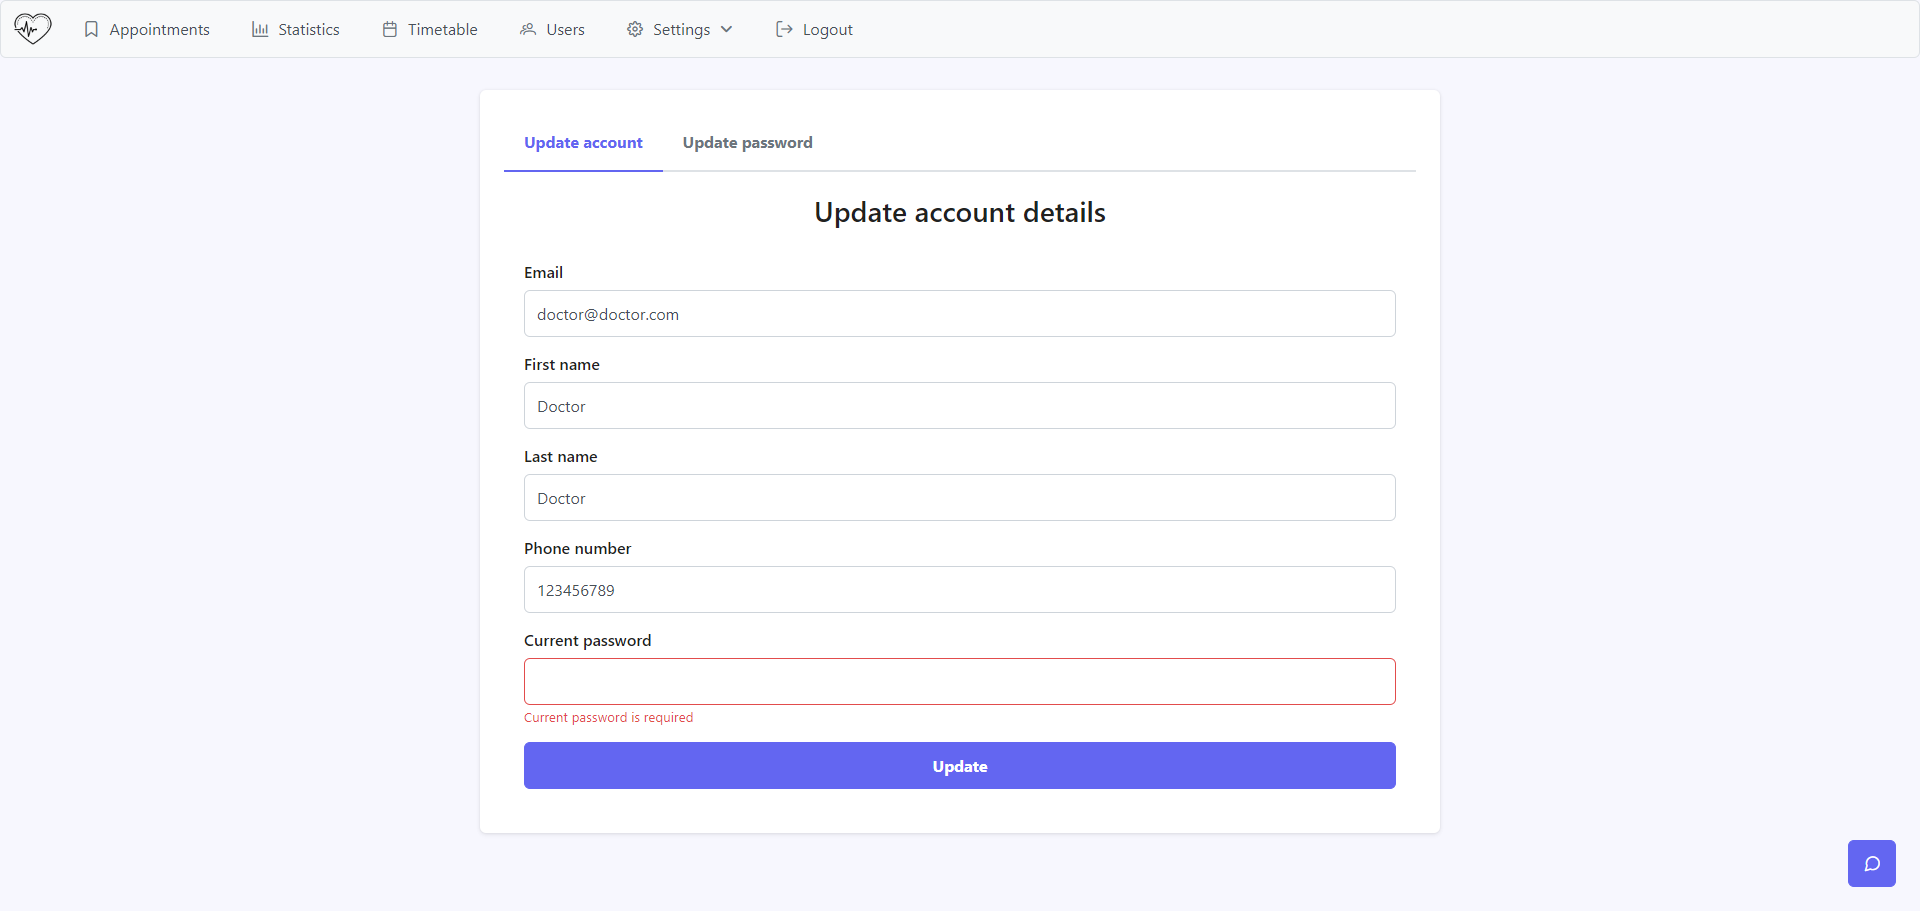 Appointments Statistics Timetable Users Settings Logout
Update account Update password
Update account details
Email
doctor@doctor.com
First name
Doctor
Last name
Doctor
Phone number
123456789
Current password
Current password is required
Update